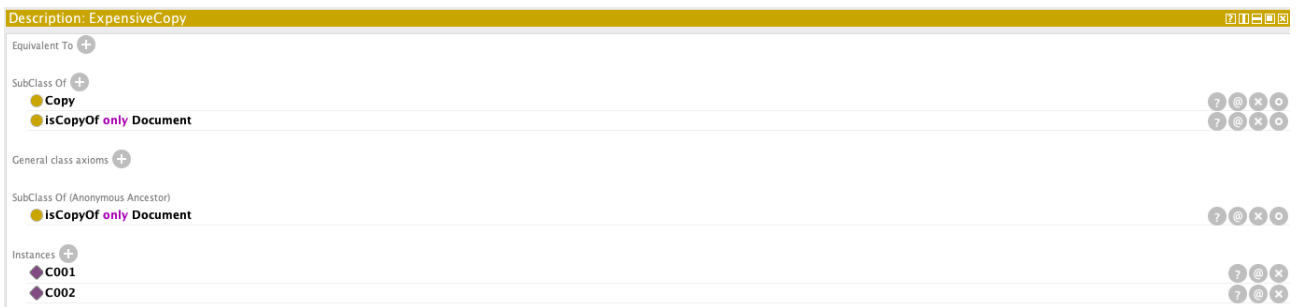 Description: ExpensiveCopy
Equivalent To
SubClass Of
Copy
isCopyOf only Document
General class axioms
SubClass Of (Anonymous Ancestor)
isCopyOf only Document
Instances
C001
C002